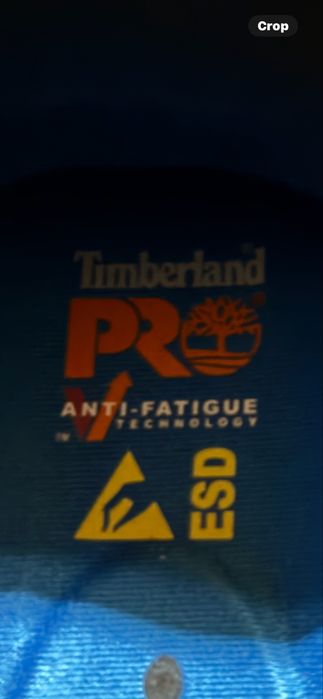 Crop
Timberland®
PRO®
ANTI-FATIGUE
TECHNOLOGY
TM
ESD